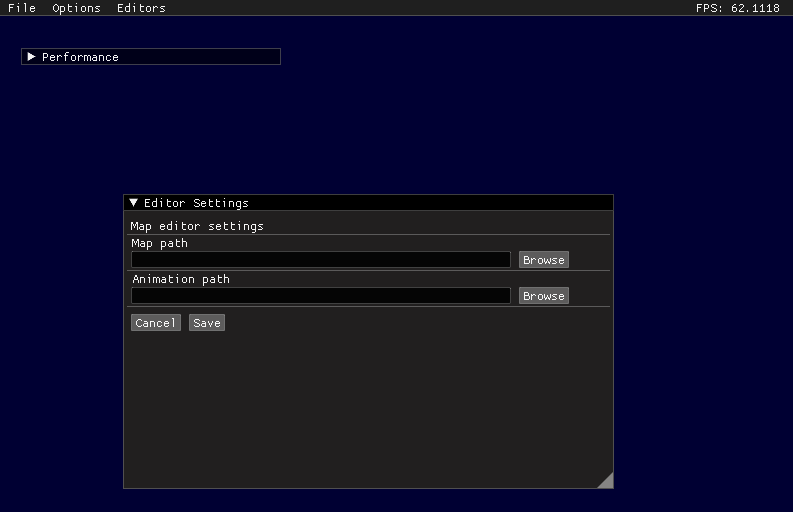 File Options Editors FPS: 62.1118
Performance
Editor Settings
Map editor settings
Map path
Browse
Animation path
Browse
Cancel Save